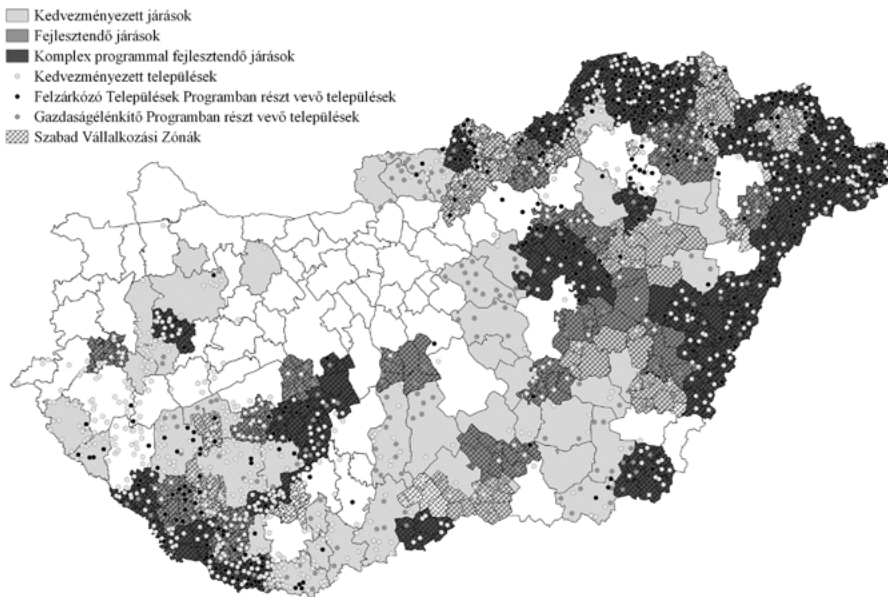 Kedvezményezett járások
Fejlesztendő járások
Komplex programmal fejlesztendő járások
Kedvezményezett települések
Felzárkózó Települések Programban részt vevő települések
Gazdaságélénkítő Programban részt vevő települések
Szabad Vállalkozási Zónák